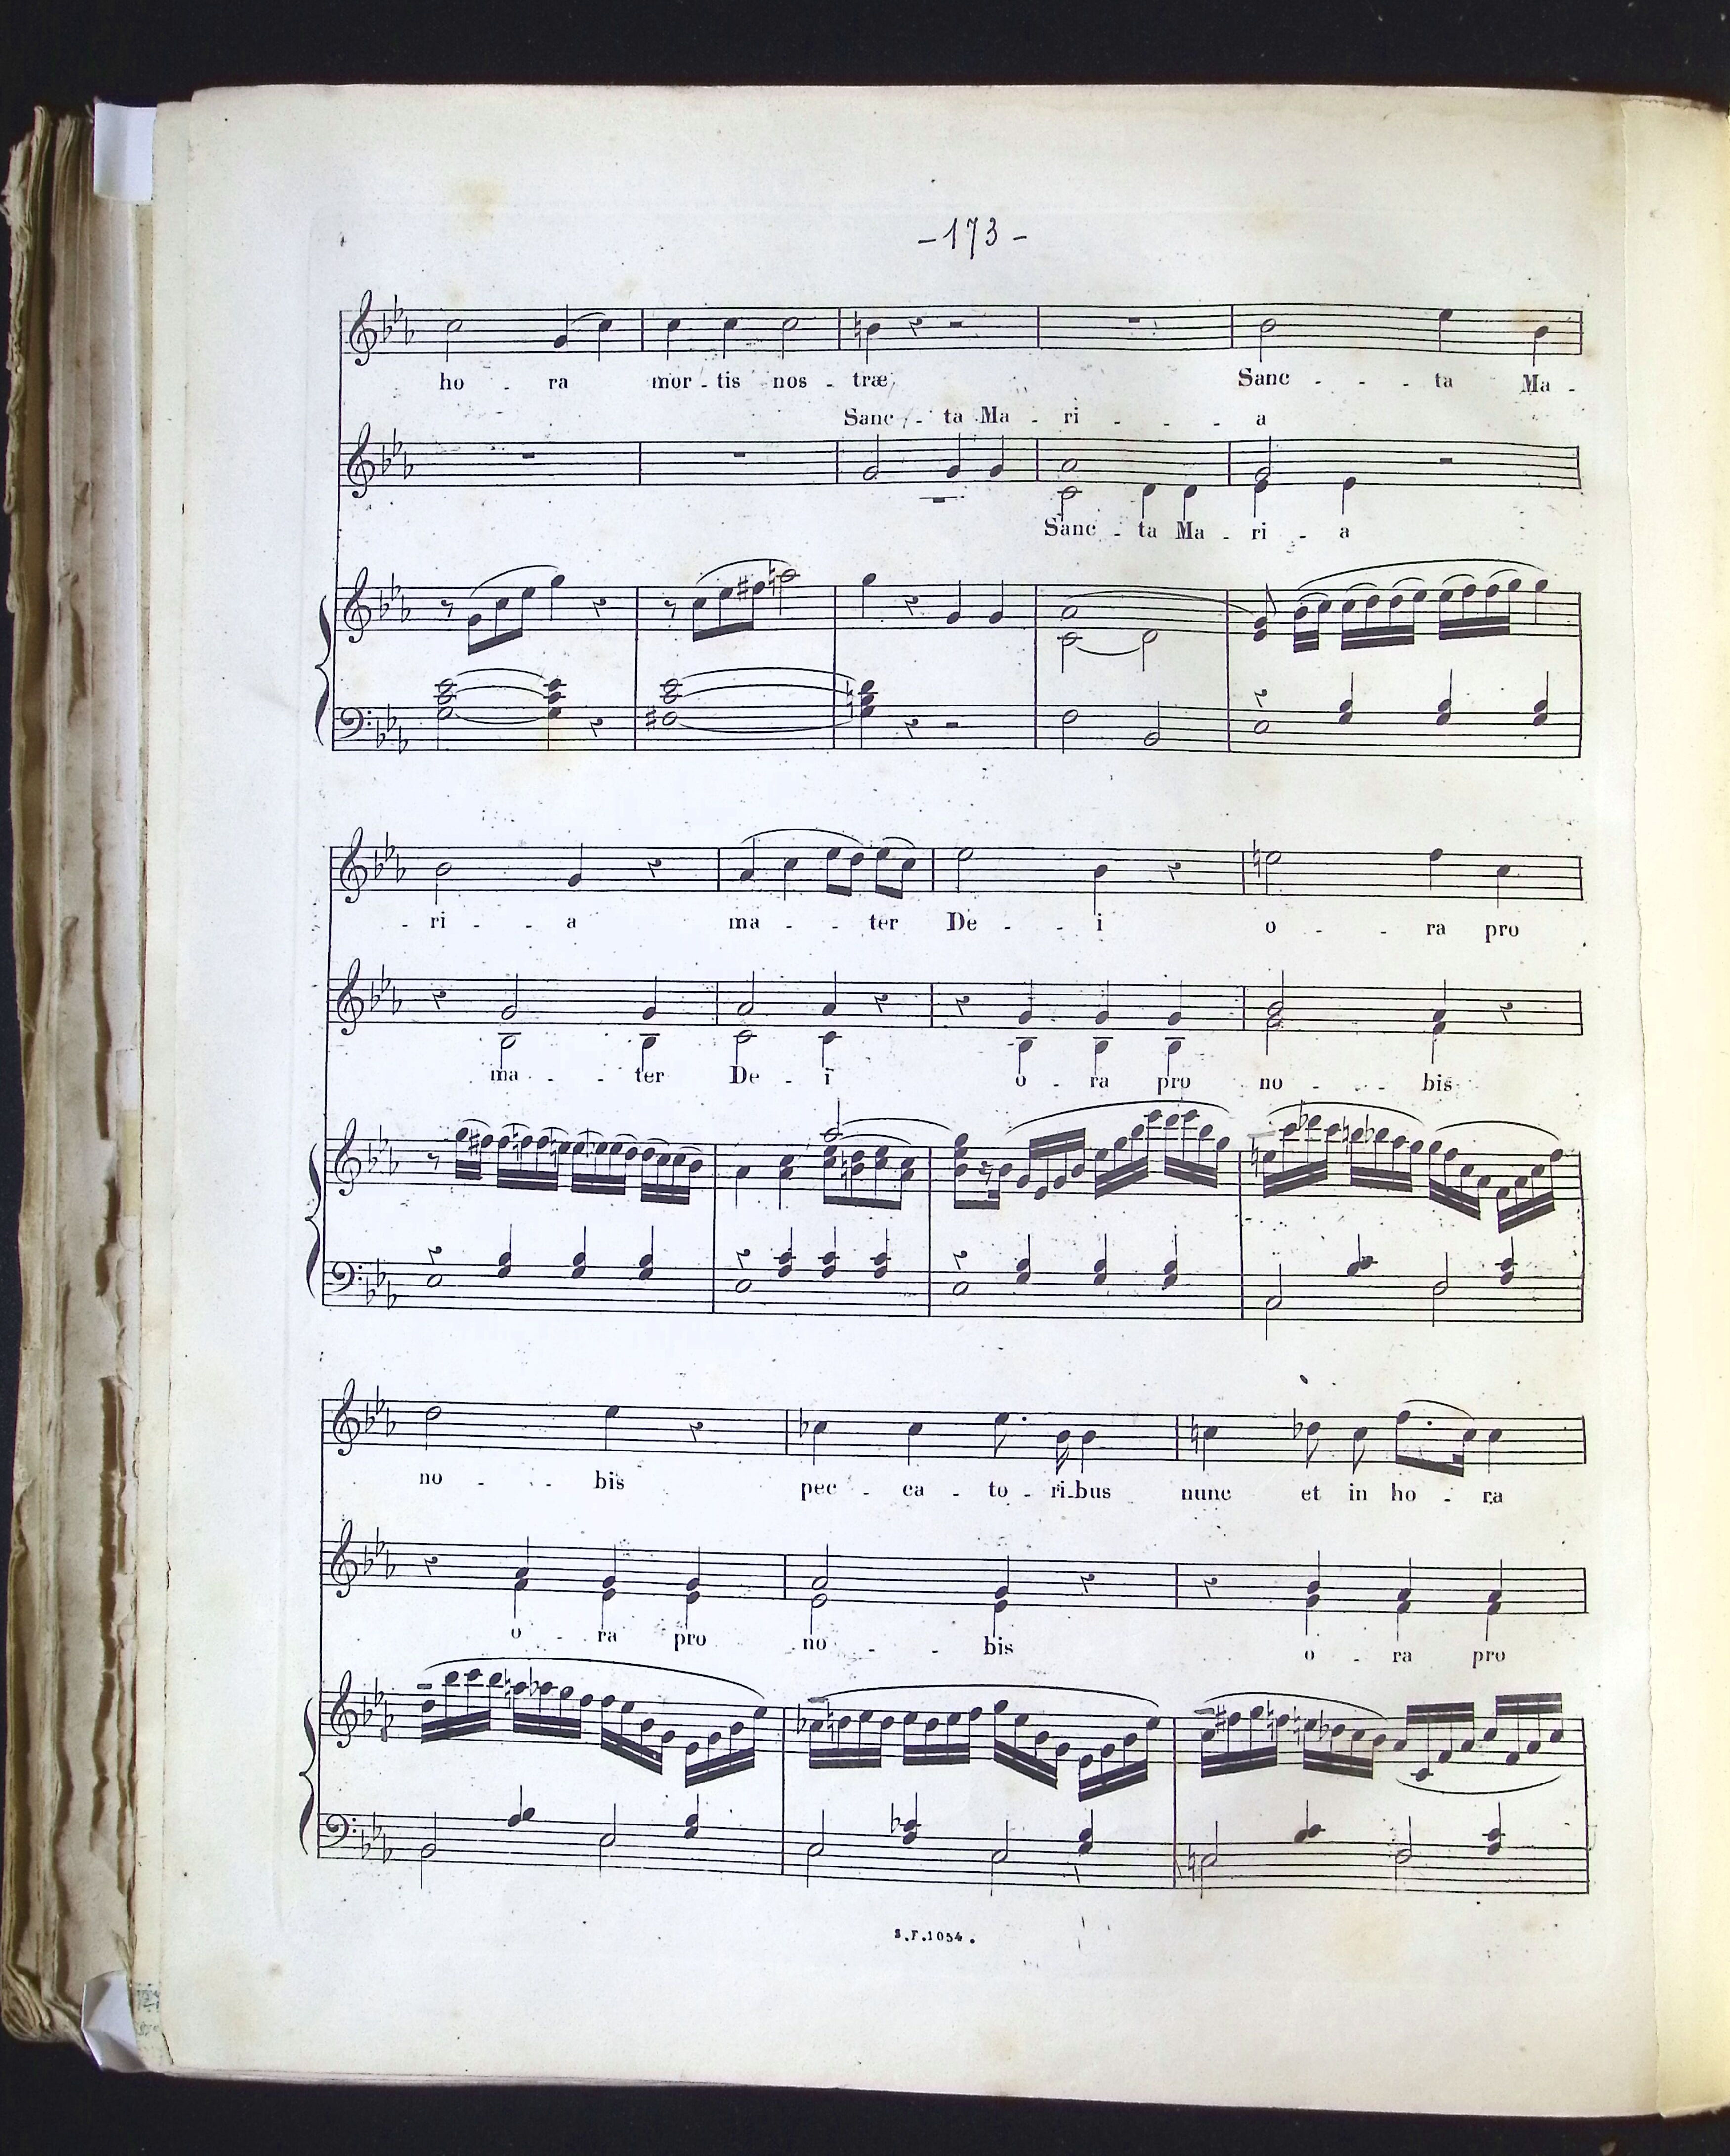 -173-
ho - ra mor - tis nos - træ Sanc - - - ta Ma -
Sanc - ta Ma - ri - - - a
Sanc - ta Ma - ri - a
- ri - - a ma - - ter De - - i o - - ra pro
ma - - ter De - i o - ra pro no - - bis
no - - bis pec - ca - to - ri-bus nunc et in ho - ra
o - ra pro no - - bis o - ra pro
S.F.1054.